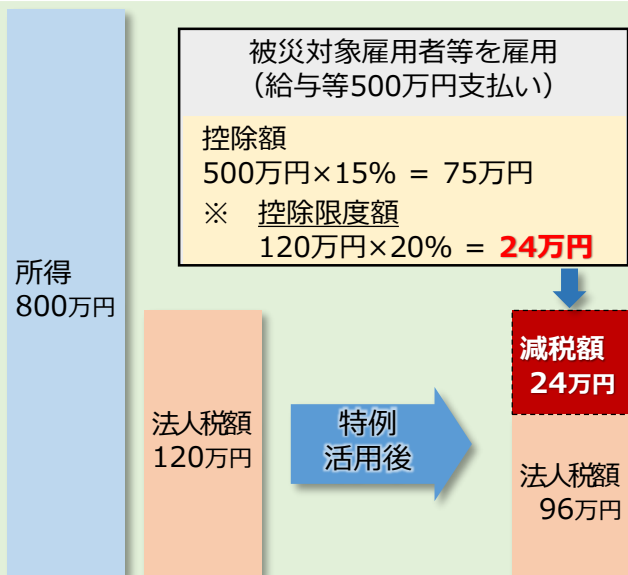 被災対象雇用者等を雇用
（給与等500万円支払い）
控除額
500万円×15% = 75万円
※ 控除限度額
120万円×20% = 24万円
所得
800万円
法人税額
120万円
特例
活用後
減税額
24万円
法人税額
96万円